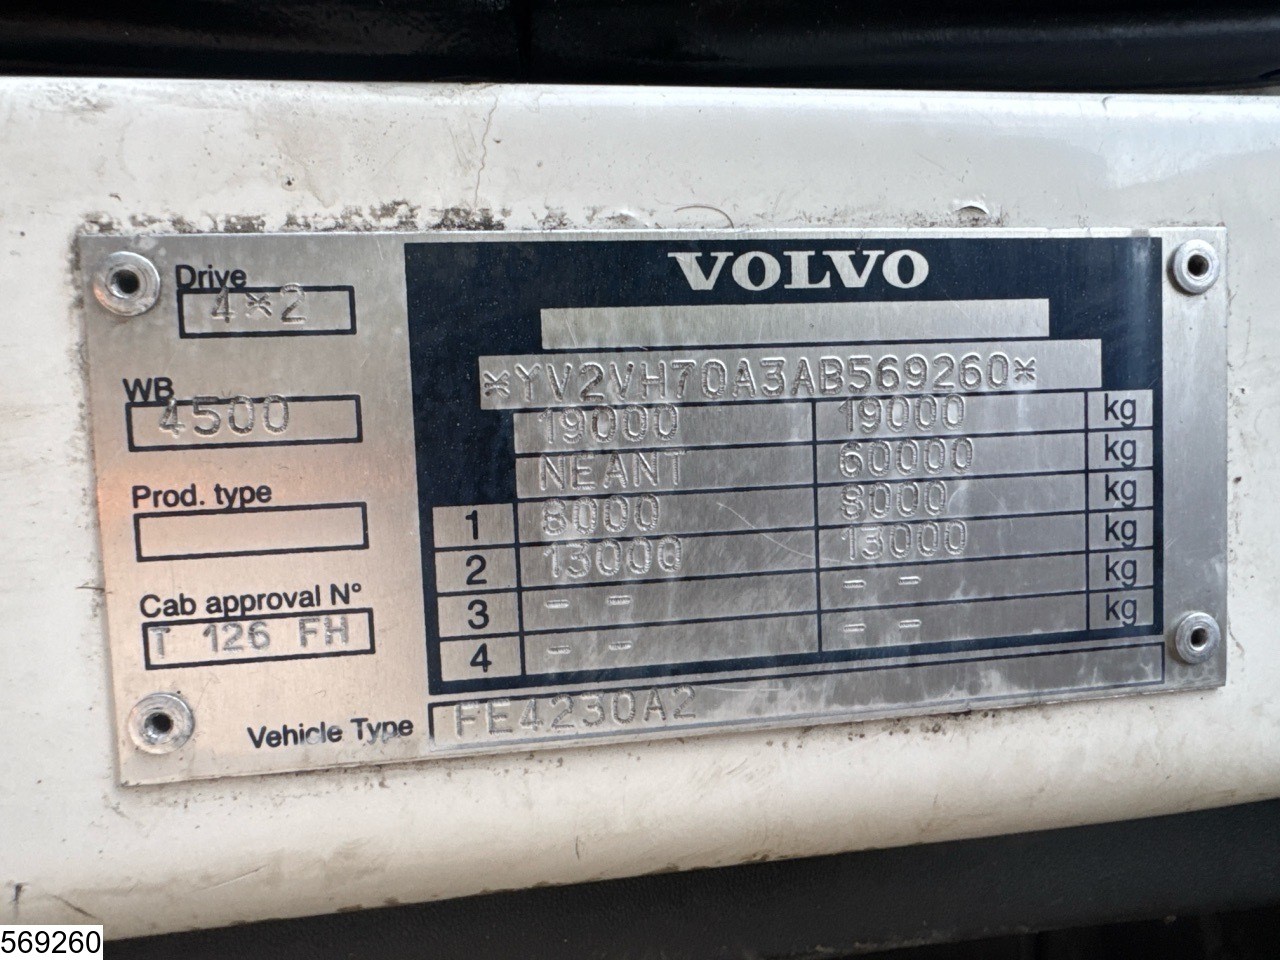 Drive
4*2
WB
4500
Prod. type
Cab approval N°
T 126 FH
VOLVO
*YV2VH70A3AB569260*
19000 19000 kg
NEANT 60000 kg
1 8000 8000 kg
2 13000 13000 kg
3 - - - - kg
4 - - - - kg
Vehicle Type FE4230A2
569260